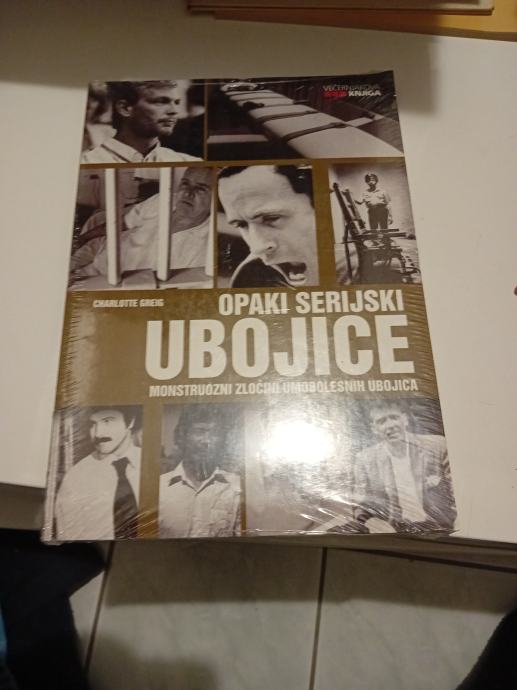 VEČERNJAKOVA
KNJIGA
CHARLOTTE GREIG
OPAKI SERIJSKI
UBOJICE
MONSTRUOZNI ZLOČINI UMOBOLESNIH UBOJICA